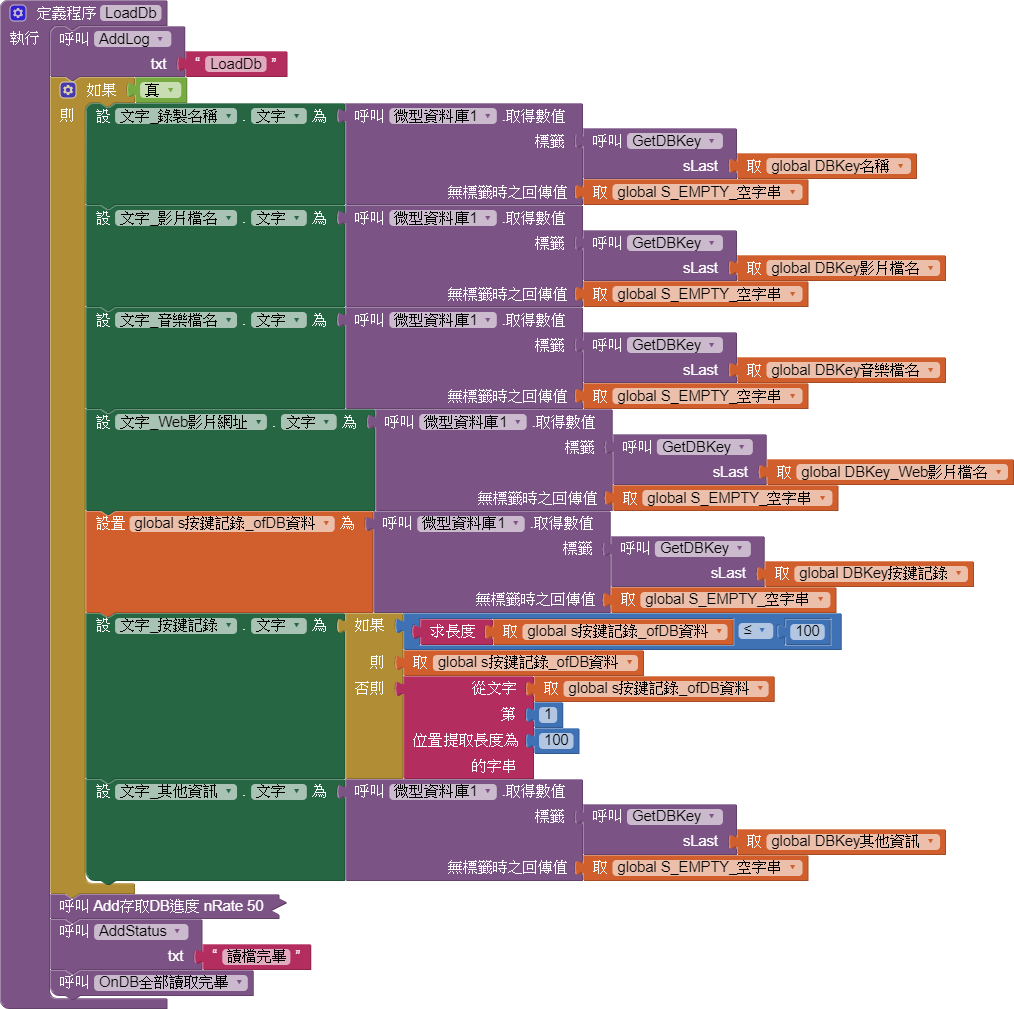 定義程序 LoadDb
執行 呼叫 AddLog
txt “ LoadDb ”
如果 真
則 設 文字_錄製名稱 . 文字 為 呼叫 微型資料庫1 .取得數值
標籤 呼叫 GetDBKey
sLast 取 global DBKey名稱
無標籤時之回傳值 取 global S_EMPTY_空字串
設 文字_影片檔名 . 文字 為 呼叫 微型資料庫1 .取得數值
標籤 呼叫 GetDBKey
sLast 取 global DBKey影片檔名
無標籤時之回傳值 取 global S_EMPTY_空字串
設 文字_音樂檔名 . 文字 為 呼叫 微型資料庫1 .取得數值
標籤 呼叫 GetDBKey
sLast 取 global DBKey音樂檔名
無標籤時之回傳值 取 global S_EMPTY_空字串
設 文字_Web影片網址 . 文字 為 呼叫 微型資料庫1 .取得數值
標籤 呼叫 GetDBKey
sLast 取 global DBKey_Web影片檔名
無標籤時之回傳值 取 global S_EMPTY_空字串
設置 global s按鍵記錄_ofDB資料 為 呼叫 微型資料庫1 .取得數值
標籤 呼叫 GetDBKey
sLast 取 global DBKey按鍵記錄
無標籤時之回傳值 取 global S_EMPTY_空字串
設 文字_按鍵記錄 . 文字 為 如果 求長度 取 global s按鍵記錄_ofDB資料 ≤ 100
則 取 global s按鍵記錄_ofDB資料
否則 從文字 取 global s按鍵記錄_ofDB資料
第 1
位置提取長度為 100
的字串
設 文字_其他資訊 . 文字 為 呼叫 微型資料庫1 .取得數值
標籤 呼叫 GetDBKey
sLast 取 global DBKey其他資訊
無標籤時之回傳值 取 global S_EMPTY_空字串
呼叫 Add存取DB進度 nRate 50
呼叫 AddStatus
txt “ 讀檔完畢 ”
呼叫 OnDB全部讀取完畢